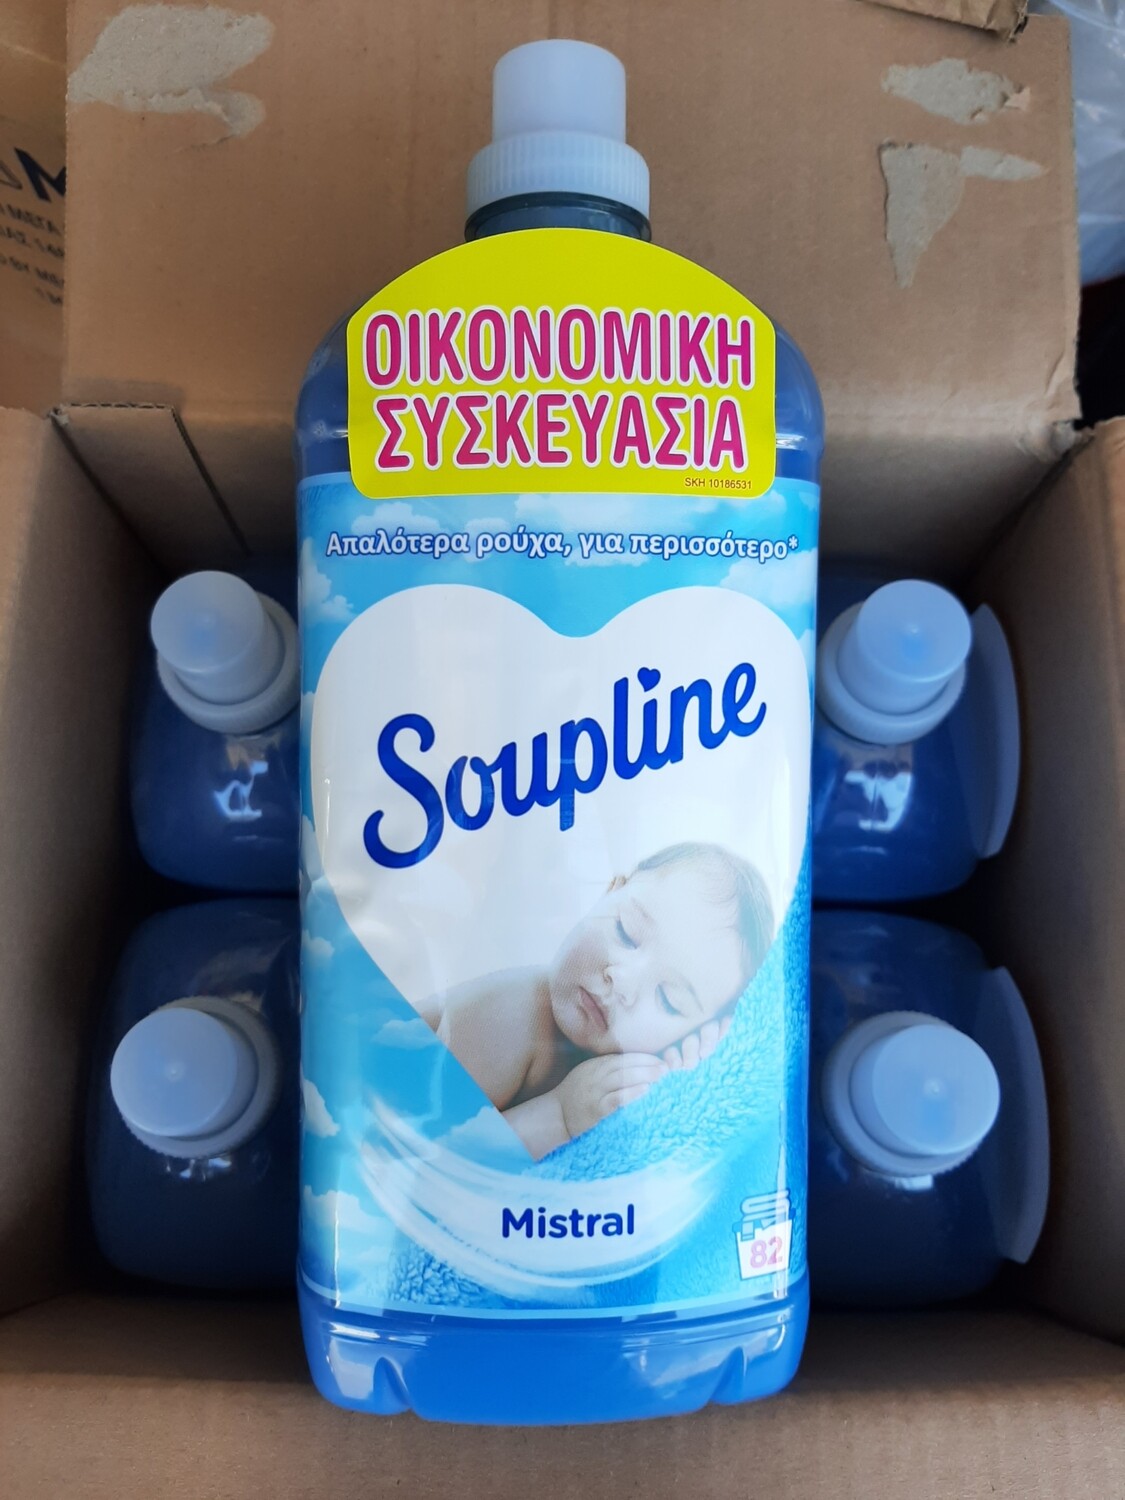 ΟΙΚΟΝΟΜΙΚΗ
ΣΥΣΚΕΥΑΣΙΑ
SKH 10186531
Απαλότερα ρούχα, για περισσότερο*
Soupline
Mistral
82